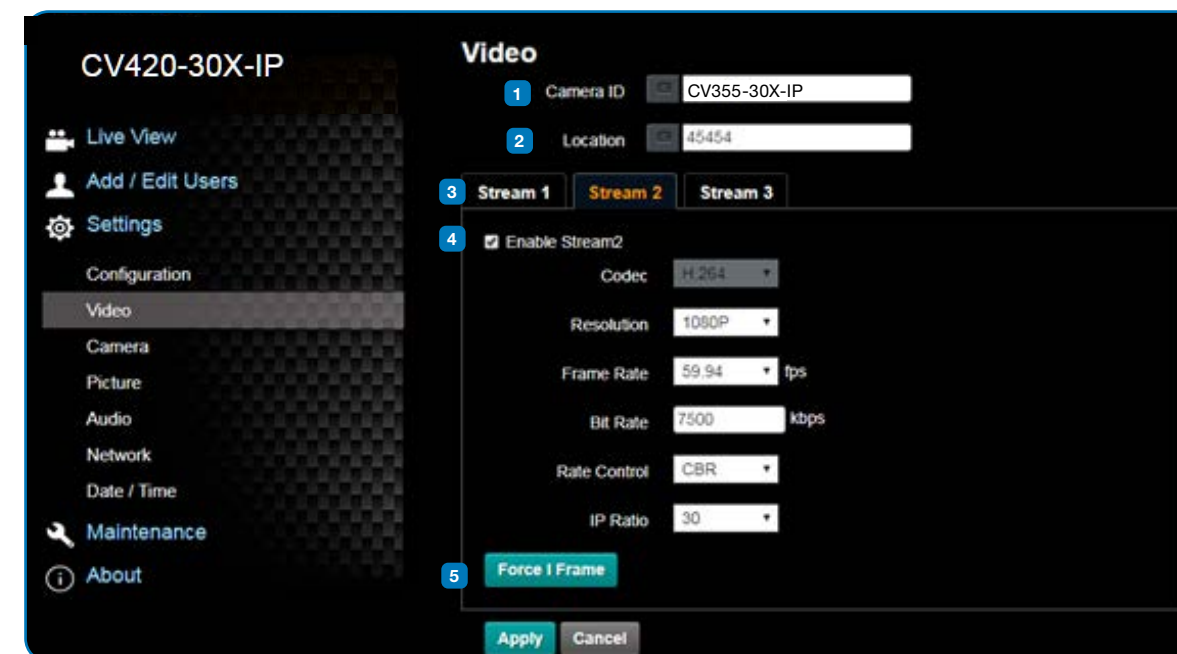 CV420-30X-IP
Live View
Add / Edit Users
Settings
Configuration
Video
Camera
Picture
Audio
Network
Date / Time
Maintenance
About
Video
1 Camera ID CV355-30X-IP
2 Location 45454
3 Stream 1 Stream 2 Stream 3
4 Enable Stream2
Codec H.264
Resolution 1080P
Frame Rate 59.94 fps
Bit Rate 7500 kbps
Rate Control CBR
IP Ratio 30
5 Force I Frame
Apply Cancel